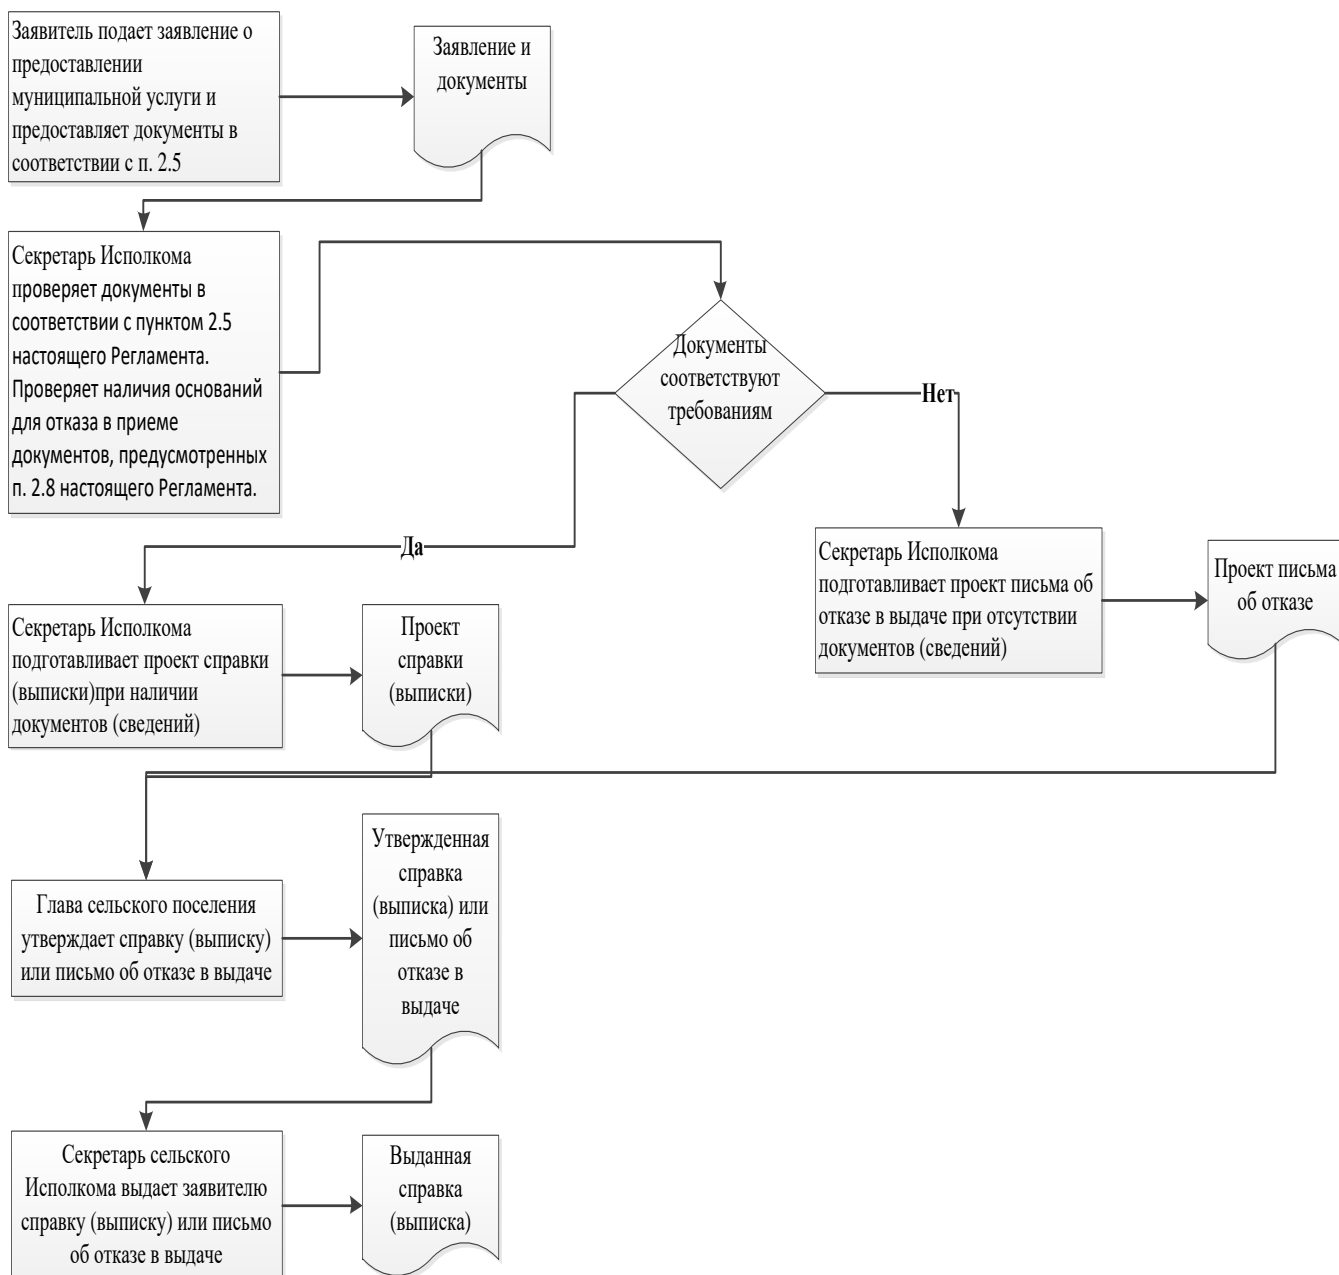 Заявитель подает заявление о
предоставлении
муниципальной услуги и
предоставляет документы в
соответствии с п. 2.5
Заявление и
документы
Секретарь Исполкома
проверяет документы в
соответствии с пунктом 2.5
настоящего Регламента.
Проверяет наличия оснований
для отказа в приеме
документов, предусмотренных
п. 2.8 настоящего Регламента.
Документы
соответствуют
требованиям
Нет
Да
Секретарь Исполкома
подготавливает проект письма об
отказе в выдаче при отсутствии
документов (сведений)
Проект письма
об отказе
Секретарь Исполкома
подготавливает проект справки
(выписки)при наличии
документов (сведений)
Проект
справки
(выписки)
Глава сельского поселения
утверждает справку (выписку)
или письмо об отказе в выдаче
Утвержденная
справка
(выписка) или
письмо об
отказе в
выдаче
Секретарь сельского
Исполкома выдает заявителю
справку (выписку) или письмо
об отказе в выдаче
Выданная
справка
(выписка)